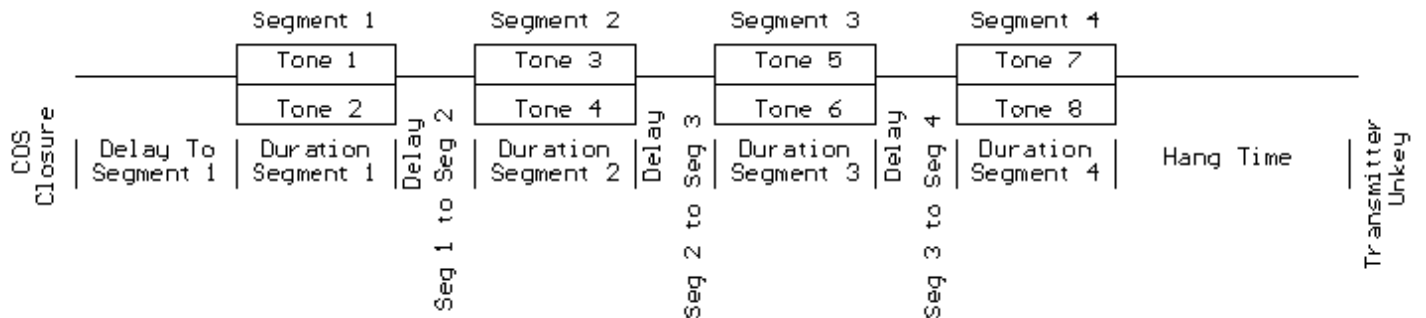 Segment 1
Segment 2
Segment 3
Segment 4
Tone 1
Tone 3
Tone 5
Tone 7
Tone 2
Tone 4
Tone 6
Tone 8
COS
Closure
Delay To
Segment 1
Duration
Segment 1
Delay
Seg 1 to Seg 2
Duration
Segment 2
Delay
Seg 2 to Seg 3
Duration
Segment 3
Delay
Seg 3 to Seg 4
Duration
Segment 4
Hang Time
Transmitter
Unkey